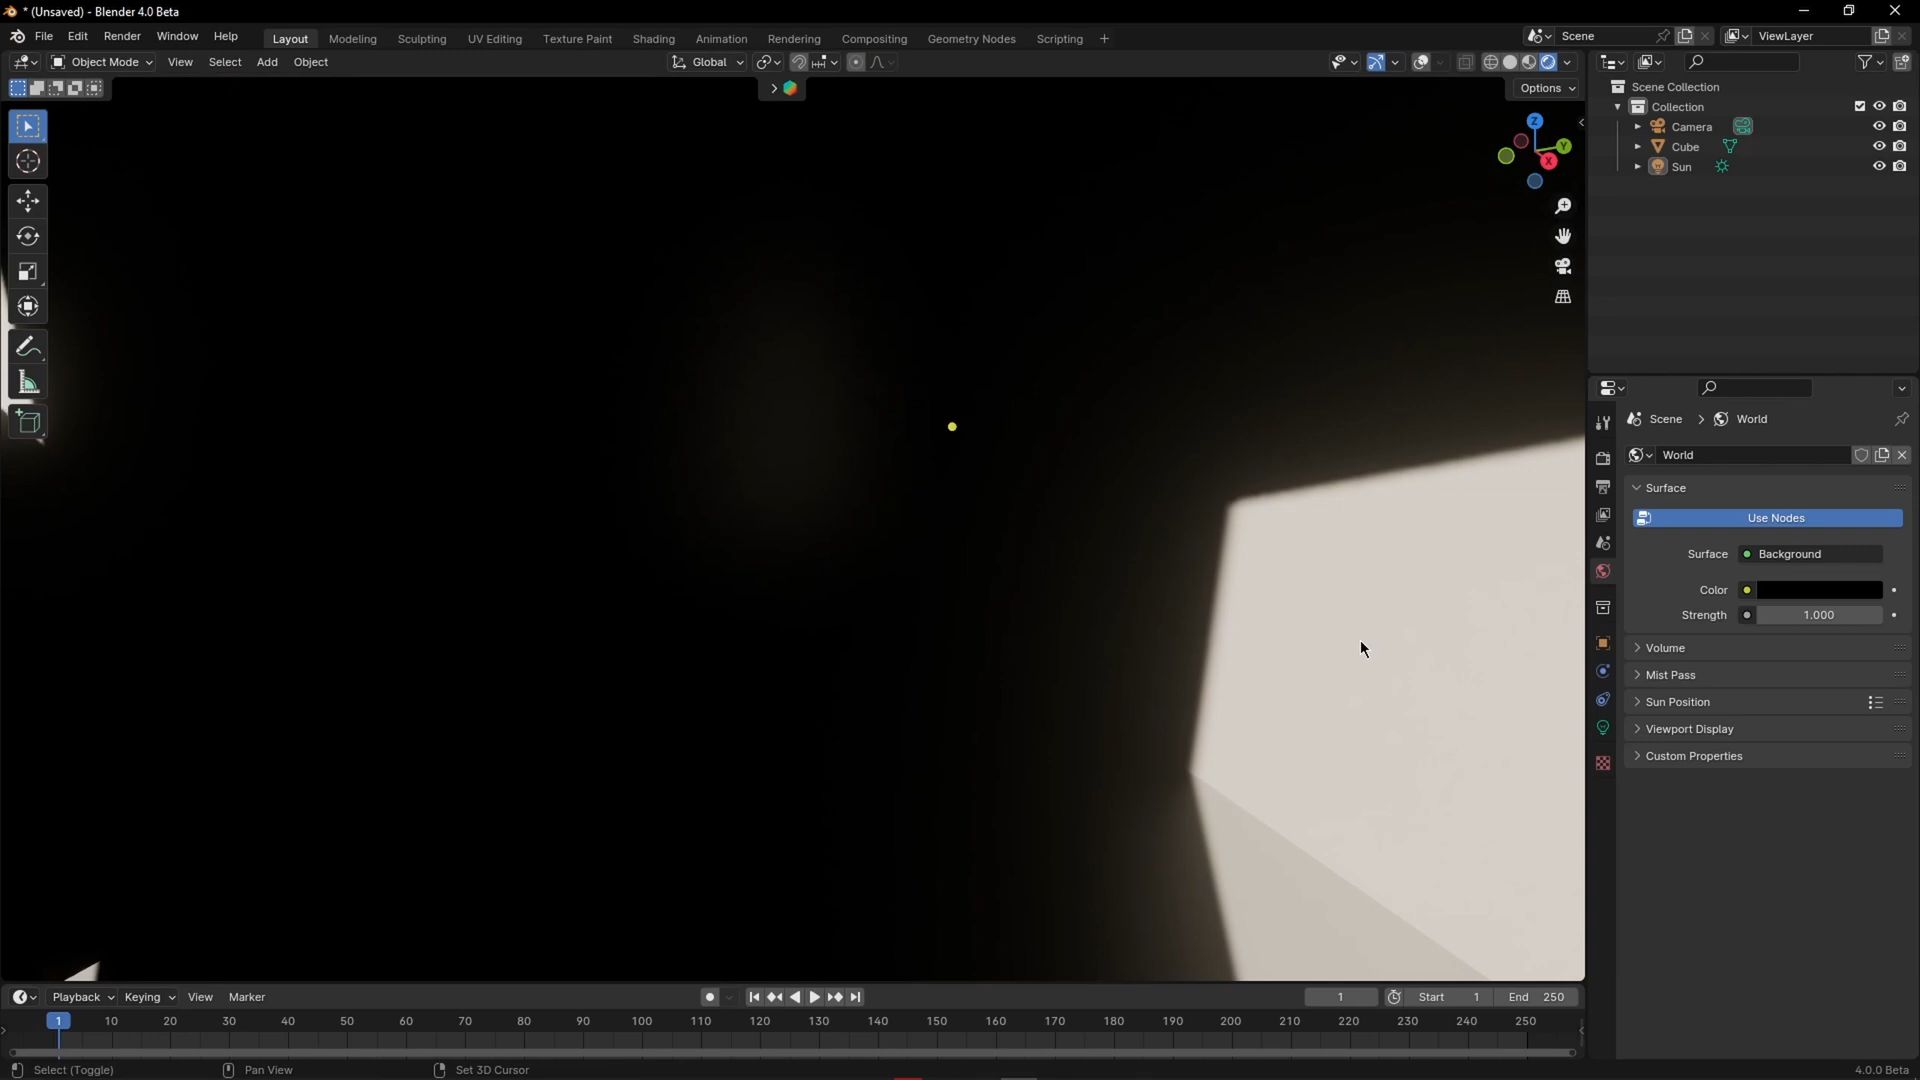 * (Unsaved) - Blender 4.0 Beta
File Edit Render Window Help Layout Modeling Sculpting UV Editing Texture Paint Shading Animation Rendering Compositing Geometry Nodes Scripting + Scene ViewLayer
Object Mode View Select Add Object Global
Options
Scene Collection
Collection
Camera
Cube
Sun
Z
Y
X
Scene > World
World
Surface
Use Nodes
Surface Background
Color
Strength 1.000
Volume
Mist Pass
Sun Position
Viewport Display
Custom Properties
Playback Keying View Marker 1 Start 1 End 250
1 10 20 30 40 50 60 70 80 90 100 110 120 130 140 150 160 170 180 190 200 210 220 230 240 250
Select (Toggle) Pan View Set 3D Cursor 4.0.0 Beta